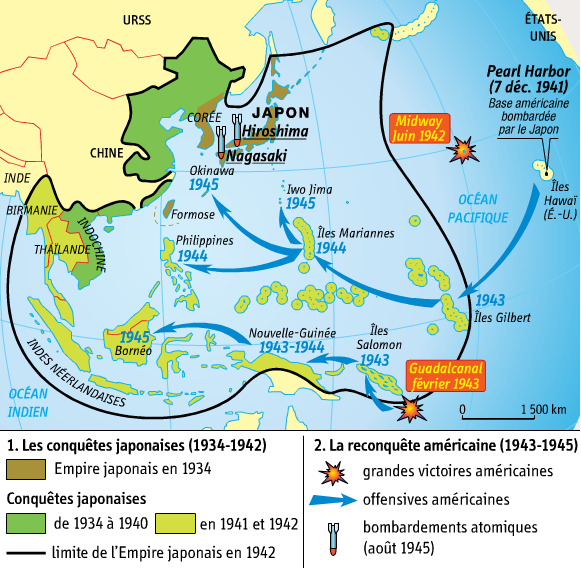 URSS
ÉTATS-
UNIS
Pearl Harbor
(7 déc. 1941)
Base américaine
bombardée
par le Japon
CORÉE
JAPON
Hiroshima
Nagasaki
Midway
Juin 1942
CHINE
Okinawa
1945
Iwo Jima
1945
INDE
BIRMANIE
Formose
OCÉAN
PACIFIQUE
Îles
Hawaï
(É.-U.)
THAÏLANDE
INDOCHINE
Philippines
1944
Îles Mariannes
1944
1943
Îles Gilbert
1945
Bornéo
Nouvelle-Guinée
1943-1944
Îles
Salomon
1943
INDES NÉERLANDAISES
Guadalcanal
février 1943
OCÉAN
INDIEN
0 1 500 km
1. Les conquêtes japonaises (1934-1942)
Empire japonais en 1934
Conquêtes japonaises
de 1934 à 1940 en 1941 et 1942
limite de l'Empire japonais en 1942
2. La reconquête américaine (1943-1945)
grandes victoires américaines
offensives américaines
bombardements atomiques
(août 1945)